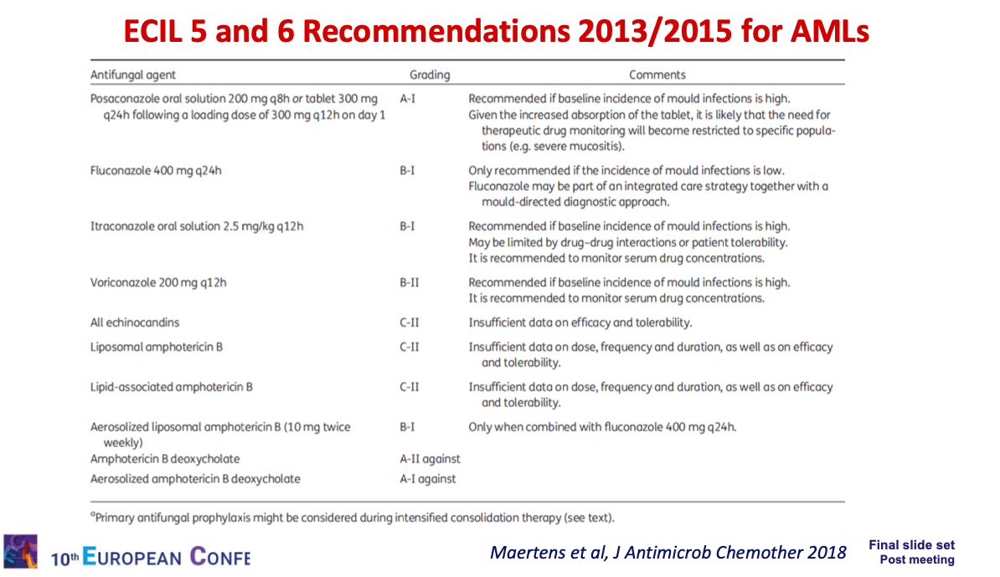 ECIL 5 and 6 Recommendations 2013/2015 for AMLs
Antifungal agent Grading Comments
Posaconazole oral solution 200 mg q8h or tablet 300 mg A-I Recommended if baseline incidence of mould infections is high.
q24h following a loading dose of 300 mg q12h on day 1 Given the increased absorption of the tablet, it is likely that the need for
therapeutic drug monitoring will become restricted to specific popula-
tions (e.g. severe mucositis).
Fluconazole 400 mg q24h B-I Only recommended if the incidence of mould infections is low.
Fluconazole may be part of an integrated care strategy together with a
mould-directed diagnostic approach.
Itraconazole oral solution 2.5 mg/kg q12h B-I Recommended if baseline incidence of mould infections is high.
May be limited by drug–drug interactions or patient tolerability.
It is recommended to monitor serum drug concentrations.
Voriconazole 200 mg q12h B-II Recommended if baseline incidence of mould infections is high.
It is recommended to monitor serum drug concentrations.
All echinocandins C-II Insufficient data on efficacy and tolerability.
Liposomal amphotericin B C-II Insufficient data on dose, frequency and duration, as well as on efficacy
and tolerability.
Lipid-associated amphotericin B C-II Insufficient data on dose, frequency and duration, as well as on efficacy
and tolerability.
Aerosolized liposomal amphotericin B (10 mg twice B-I Only when combined with fluconazole 400 mg q24h.
weekly)
Amphotericin B deoxycholate A-II against
Aerosolized amphotericin B deoxycholate A-I against
aPrimary antifungal prophylaxis might be considered during intensified consolidation therapy (see text).
10th EUROPEAN CONFE
Maertens et al, J Antimicrob Chemother 2018
Final slide set
Post meeting